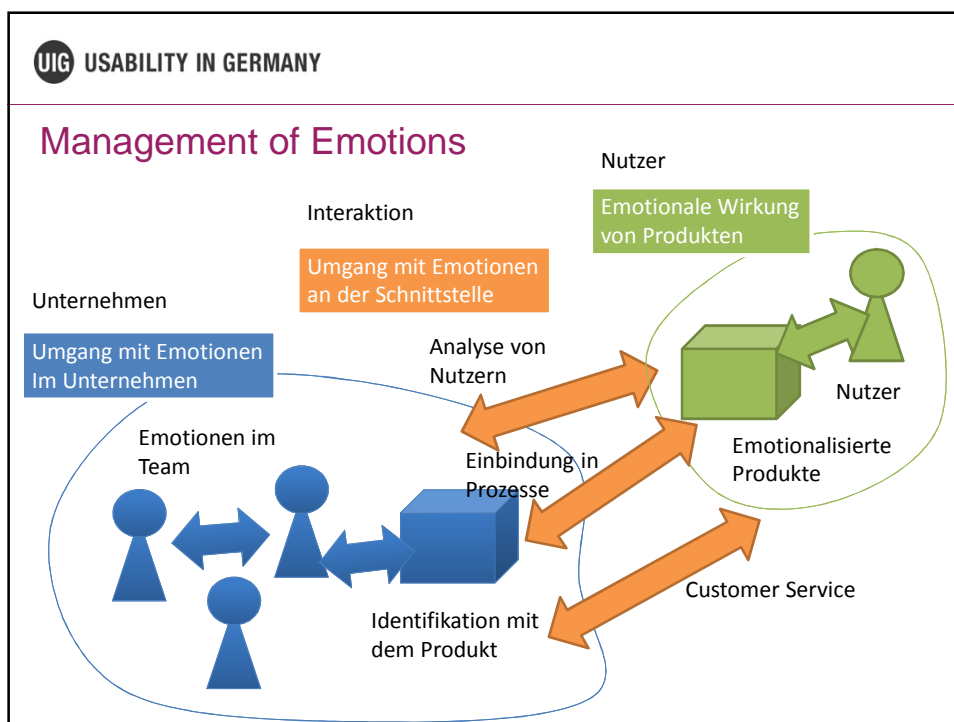 UIG USABILITY IN GERMANY
Management of Emotions
Nutzer
Emotionale Wirkung
von Produkten
Interaktion
Umgang mit Emotionen
an der Schnittstelle
Unternehmen
Umgang mit Emotionen
Im Unternehmen
Analyse von
Nutzern
Nutzer
Emotionen im
Team
Einbindung in
Prozesse
Emotionalisierte
Produkte
Customer Service
Identifikation mit
dem Produkt